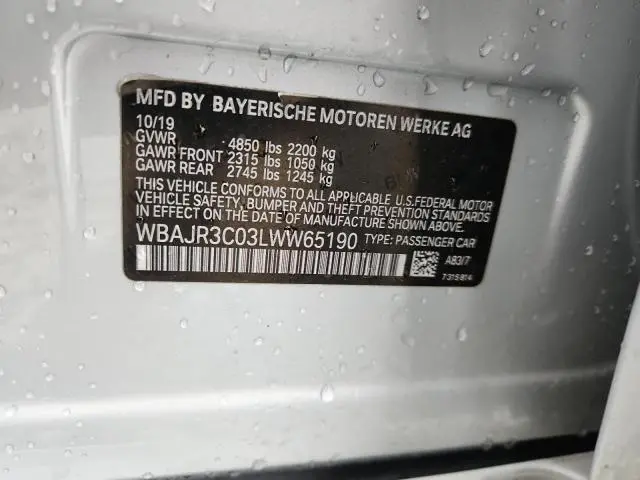 MFD BY BAYERISCHE MOTOREN WERKE AG
10/19
GVWR 4850 lbs 2200 kg
GAWR FRONT 2315 lbs 1050 kg
GAWR REAR 2745 lbs 1245 kg
THIS VEHICLE CONFORMS TO ALL APPLICABLE U.S.FEDERAL MOTOR
VEHICLE SAFETY, BUMPER, AND THEFT PREVENTION
STANDARDS IN EFFECT ON THE DATE OF MANUFACTURE SHOWN ABOVE.
WBAJR3C03LWW65190 TYPE: PASSENGER CAR
A83/7
7315814